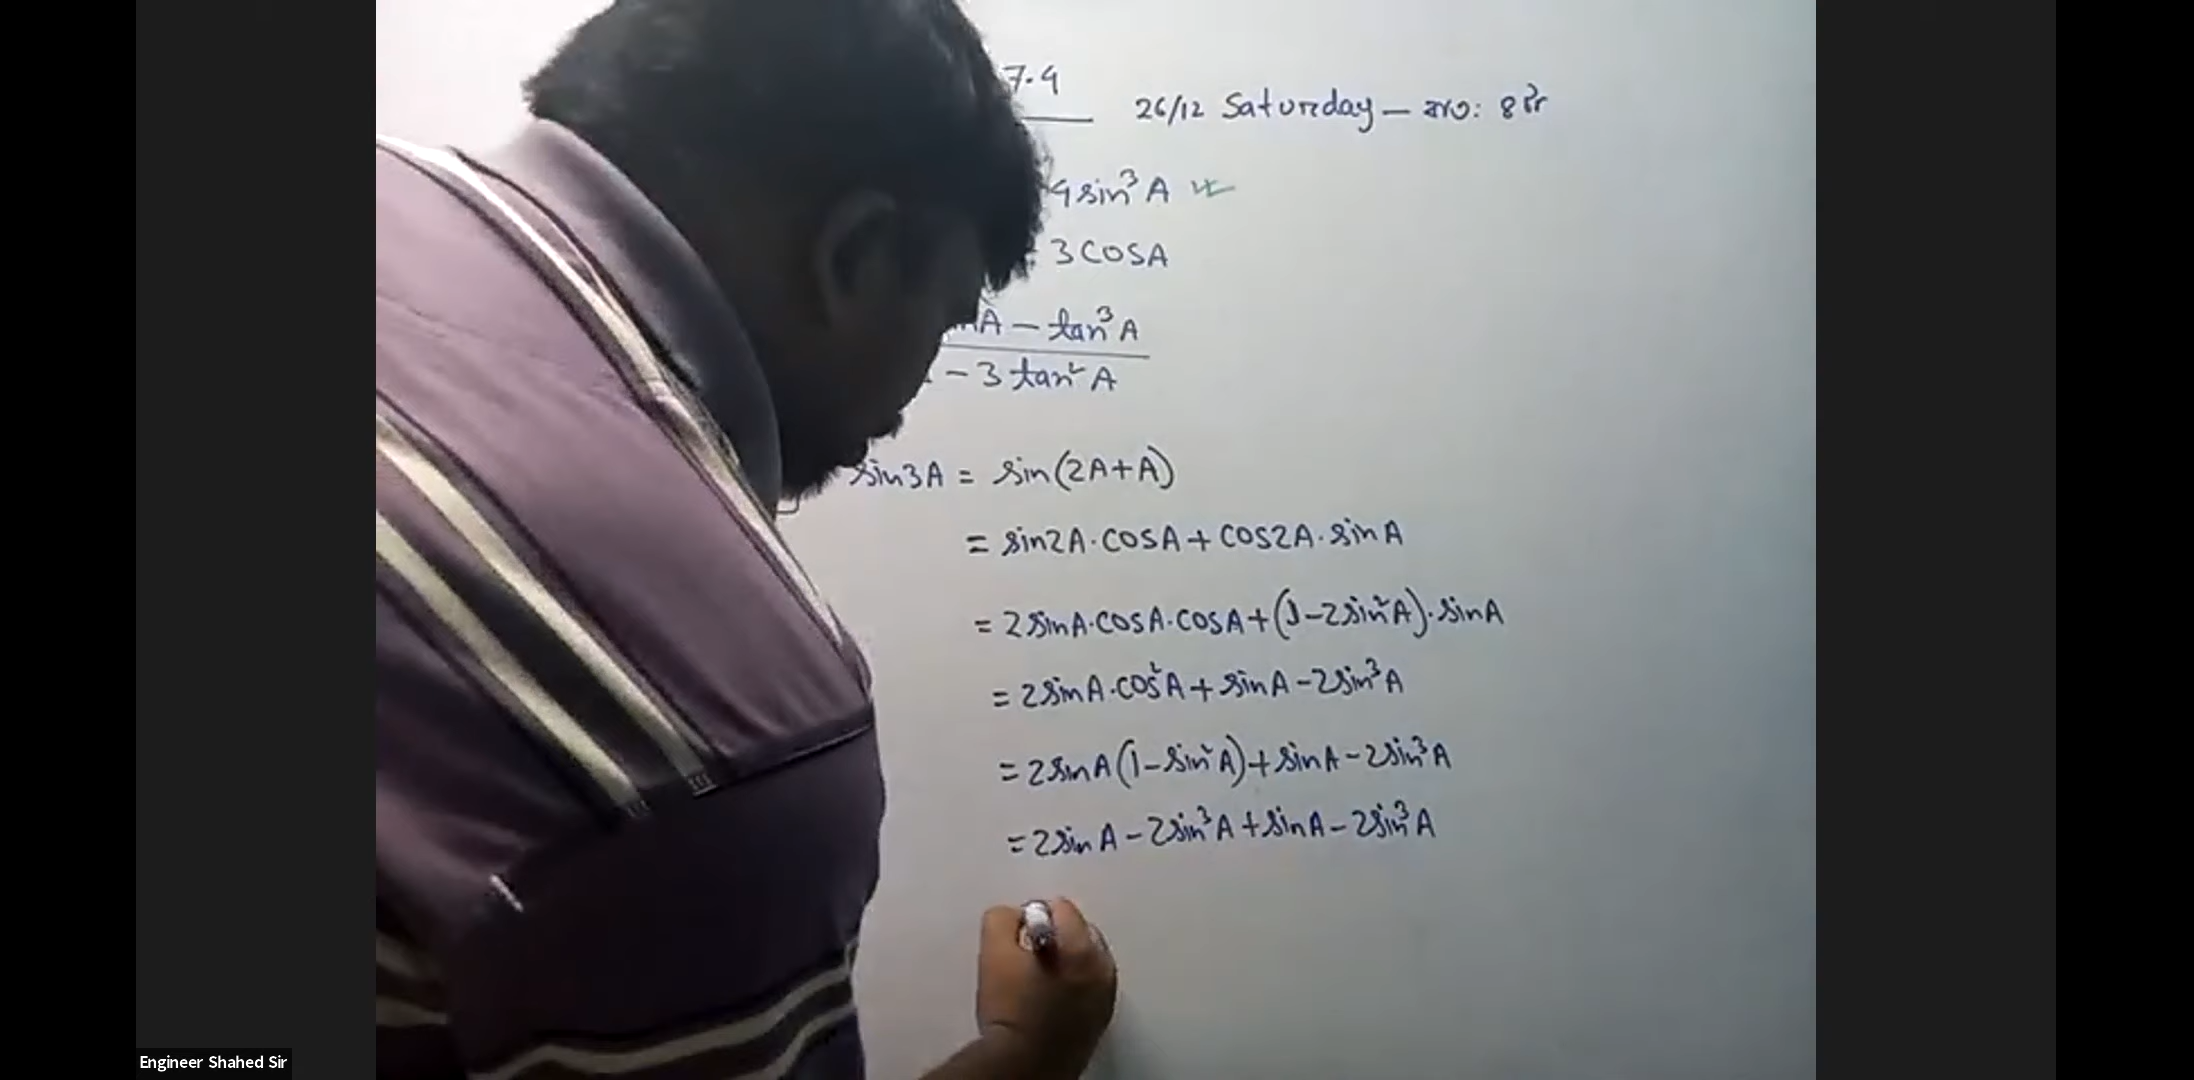 7.4
26/12 Saturday — রাত: 8 টা
4sin³A
3cosA
A - tan³A
- 3tan²A
sin3A = sin(2A+A)
= sin2A·cosA + cos2A·sinA
= 2sinA·cosA·cosA + (1-2sin²A)·sinA
= 2sinA·cos²A + sinA - 2sin³A
= 2sinA(1-sin²A) + sinA - 2sin³A
= 2sinA - 2sin³A + sinA - 2sin³A
Engineer Shahed Sir